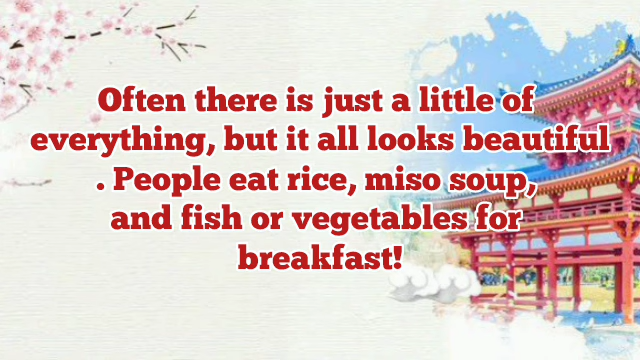 Often there is just a little of
everything, but it all looks beautiful
. People eat rice, miso soup,
and fish or vegetables for
breakfast!